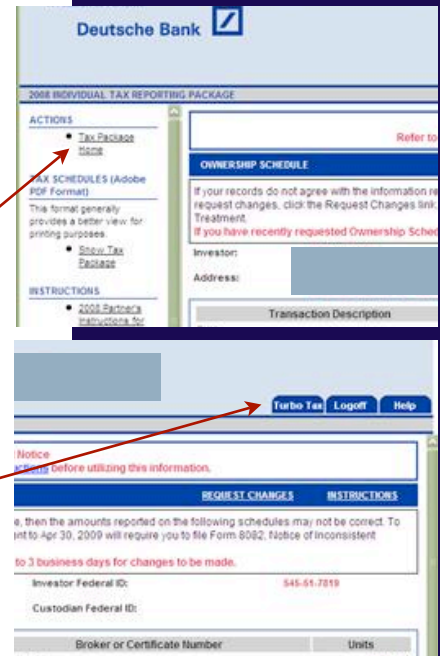 Deutsche Bank
2008 INDIVIDUAL TAX REPORTING PACKAGE
ACTIONS
Tax Package
Home
TAX SCHEDULES (Adobe
PDF Format)
This format generally
provides a better view for
printing purposes.
Show Tax
Package
INSTRUCTIONS
2008 Partner's
Instructions for
Refer to
OWNERSHIP SCHEDULE
If your records do not agree with the information re
request changes, click the Request Changes link
Treatment.
If you have recently requested Ownership Sched
Investor:
Address:
Transaction Description
Turbo Tax Logoff Help
Notice
before utilizing this information.
REQUEST CHANGES INSTRUCTIONS
e, then the amounts reported on the following schedules may not be correct. To
nt to Apr 30, 2009 will require you to file Form 8082, Notice of Inconsistent
to 3 business days for changes to be made.
Investor Federal ID: 545-51-7819
Custodian Federal ID:
Broker or Certificate Number Units